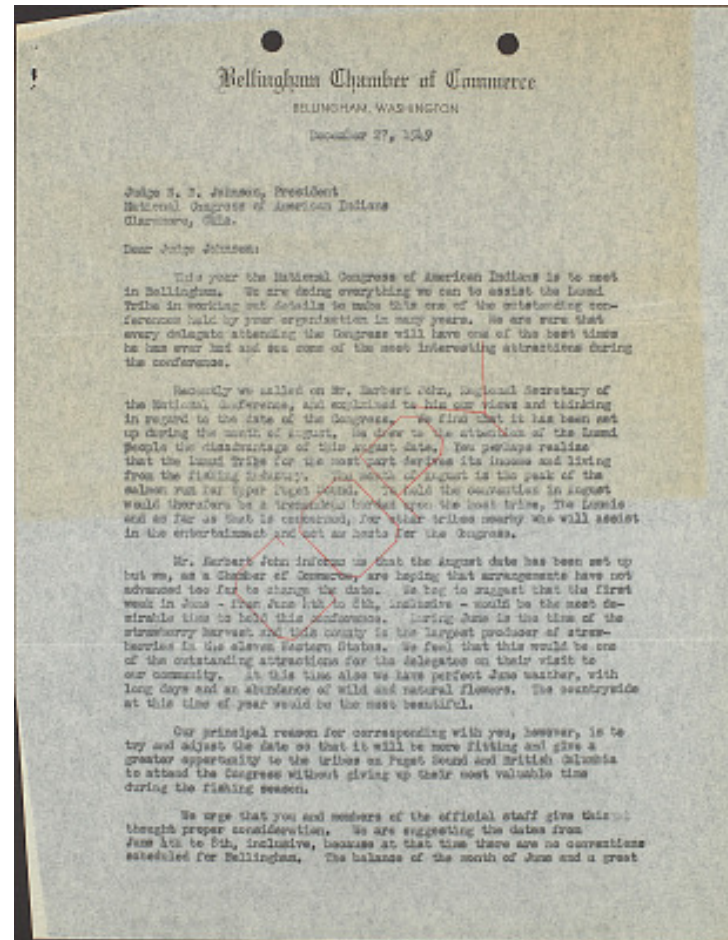 Bellingham Chamber of Commerce
BELLINGHAM, WASHINGTON
December 27, 1949
Judge N. B. Johnson, President
National Congress of American Indians
Claremore, Okla.
Dear Judge Johnson:
This year the National Congress of American Indians is to meet
in Bellingham. We are doing everything we can to assist the Lummi
Tribe in working out details to make this one of the outstanding con-
ferences held by your organization in many years. We are sure that
every delegate attending the Congress will have one of the best times
he has ever had and see some of the most interesting attractions during
the conference.
Recently we called on Mr. Herbert John, Regional Secretary of
the National Conference, and explained to him our views and thinking
in regard to the date of the Congress. We find that it has been set
up during the month of August. We drew to the attention of the Lummi
People the disadvantage of this August date. You perhaps realize
that the Lummi Tribe for the most part derives its income and living
from the fishing industry. The month of August is the peak of the
salmon run for Upper Puget Sound. To hold the convention in August
would therefore be a tremendous burden upon the host tribe, The Lummis
and as far as that is concerned, for other tribes nearby who will assist
in the entertainment and act as hosts for the Congress.
Mr. Herbert John informs us that the August date has been set up
but we, as a Chamber of Commerce, are hoping that arrangements have not
advanced too far to change the date. We beg to suggest that the first
week in June - from June 4th to 8th, inclusive - would be the most de-
sirable time to hold this conference. During June is the time of the
strawberry harvest and this county is the largest producer of straw-
berries in the eleven Western States. We feel that this would be one
of the outstanding attractions for the delegates on their visit to
our community. At this time also we have perfect June weather, with
long days and an abundance of wild and natural flowers. The countryside
at this time of year would be the most beautiful.
Our principal reason for corresponding with you, however, is to
try and adjust the date so that it will be more fitting and give a
greater opportunity to the tribes on Puget Sound and British Columbia
to attend the Congress without giving up their most valuable time
during the fishing season.
We urge that you and members of the official staff give this
thought proper consideration. We are suggesting the dates from
June 4th to 8th, inclusive, because at that time there are no conventions
scheduled for Bellingham. The balance of the month of June and a great